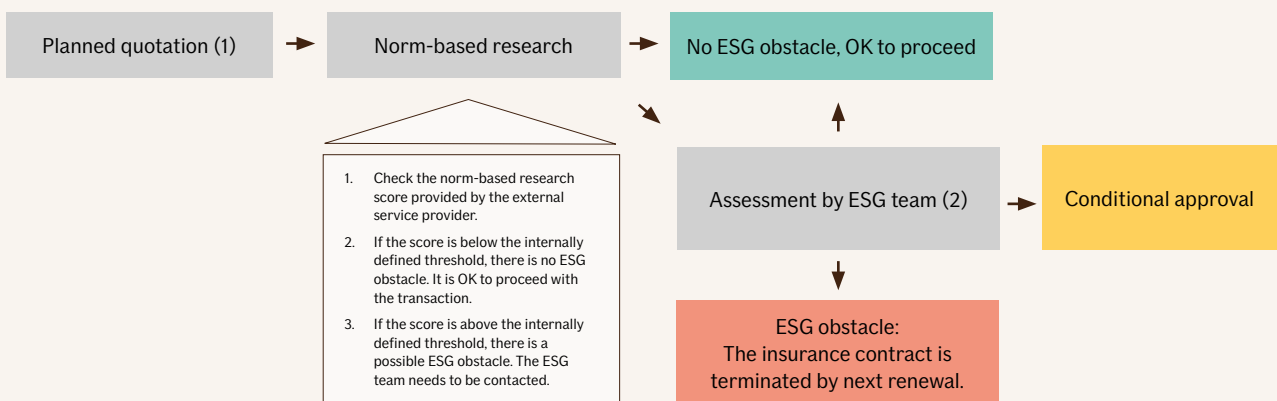 Planned quotation (1)
Norm-based research
No ESG obstacle, OK to proceed
1. Check the norm-based research
score provided by the external
service provider.
2. If the score is below the internally
defined threshold, there is no ESG
obstacle. It is OK to proceed with
the transaction.
3. If the score is above the internally
defined threshold, there is a
possible ESG obstacle. The ESG
team needs to be contacted.
Assessment by ESG team (2)
Conditional approval
ESG obstacle:
The insurance contract is
terminated by next renewal.